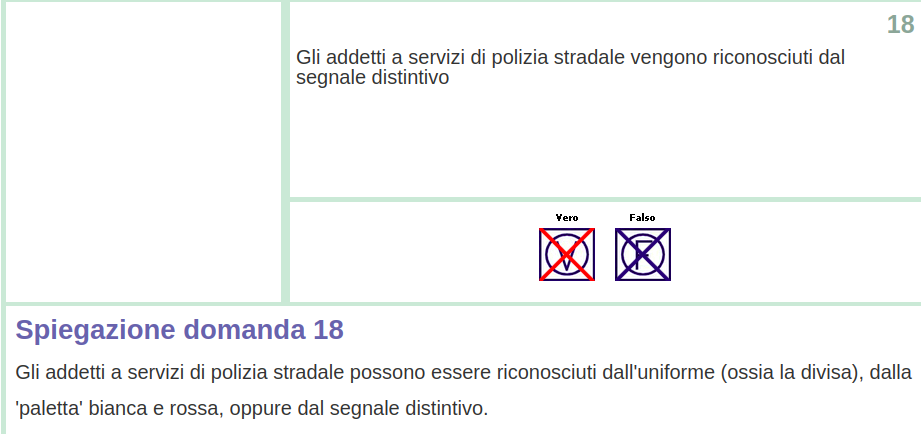 18
Gli addetti a servizi di polizia stradale vengono riconosciuti dal
segnale distintivo
Vero Falso
V F
Spiegazione domanda 18
Gli addetti a servizi di polizia stradale possono essere riconosciuti dall'uniforme (ossia la divisa), dalla
'paletta' bianca e rossa, oppure dal segnale distintivo.